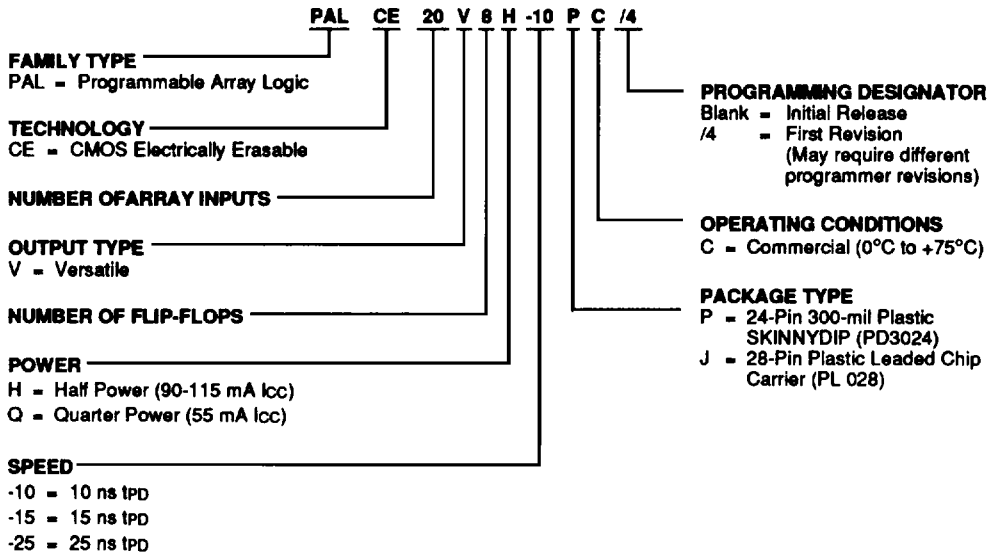 PAL CE 20 V 8 H -10 P C /4
FAMILY TYPE
PAL = Programmable Array Logic
TECHNOLOGY
CE = CMOS Electrically Erasable
NUMBER OFARRAY INPUTS
OUTPUT TYPE
V = Versatile
NUMBER OF FLIP-FLOPS
POWER
H = Half Power (90-115 mA ICC)
Q = Quarter Power (55 mA ICC)
SPEED
-10 = 10 ns tPD
-15 = 15 ns tPD
-25 = 25 ns tPD
PROGRAMMING DESIGNATOR
Blank = Initial Release
/4 = First Revision
(May require different
programmer revisions)
OPERATING CONDITIONS
C = Commercial (0°C to +75°C)
PACKAGE TYPE
P = 24-Pin 300-mil Plastic
SKINNYDIP (PD3024)
J = 28-Pin Plastic Leaded Chip
Carrier (PL 028)